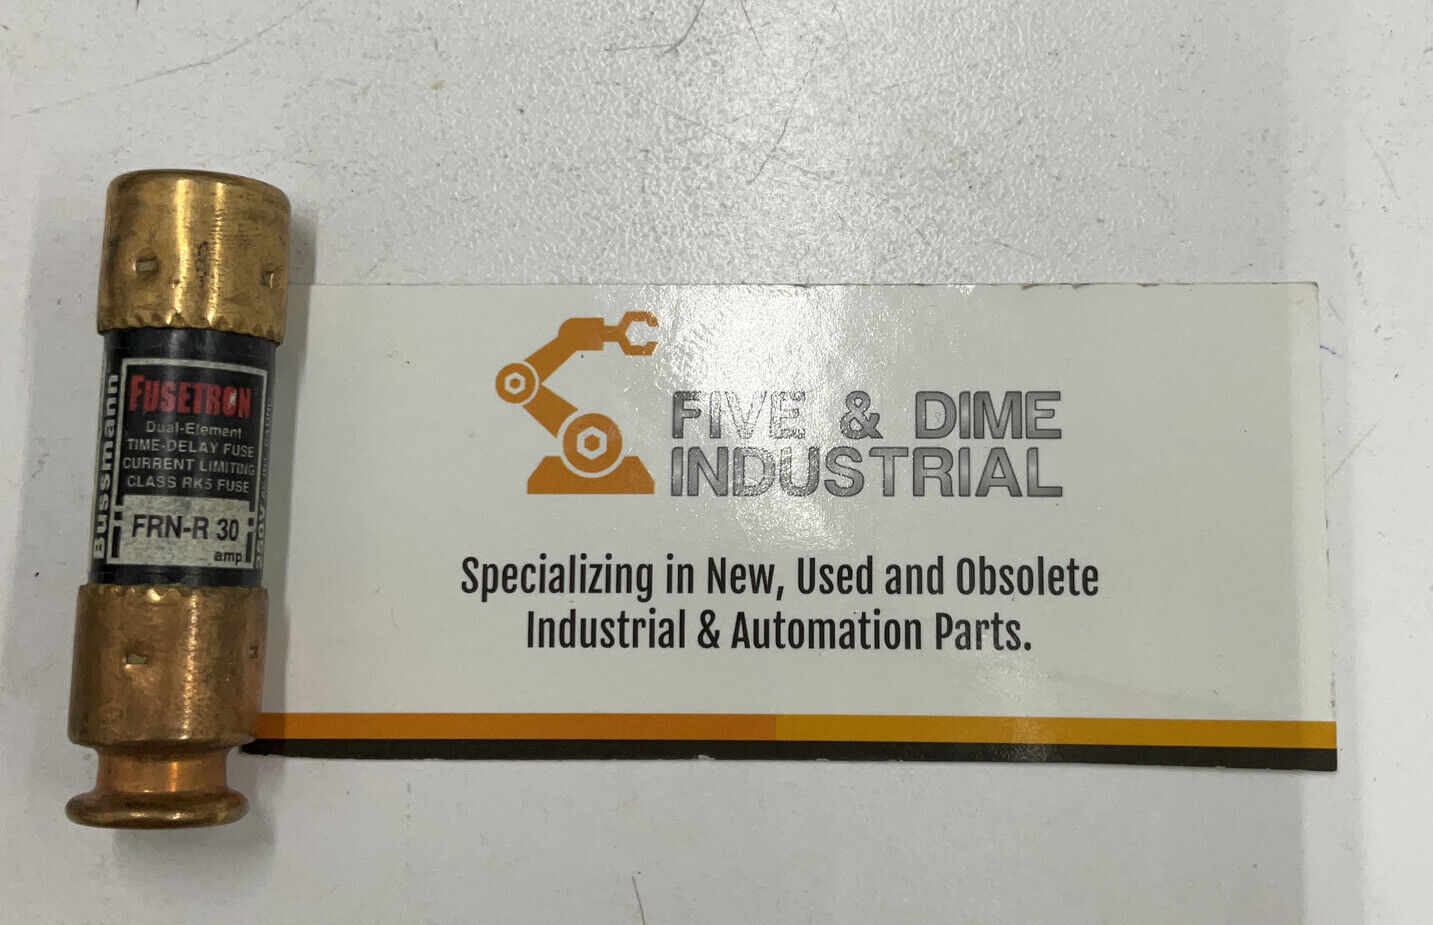 Bussmann
FUSETRON
Dual-Element
TIME-DELAY FUSE
CURRENT LIMITING
CLASS RK5 FUSE
FRN-R 30
amp
250V
FIVE & DIME
INDUSTRIAL
Specializing in New, Used and Obsolete
Industrial & Automation Parts.